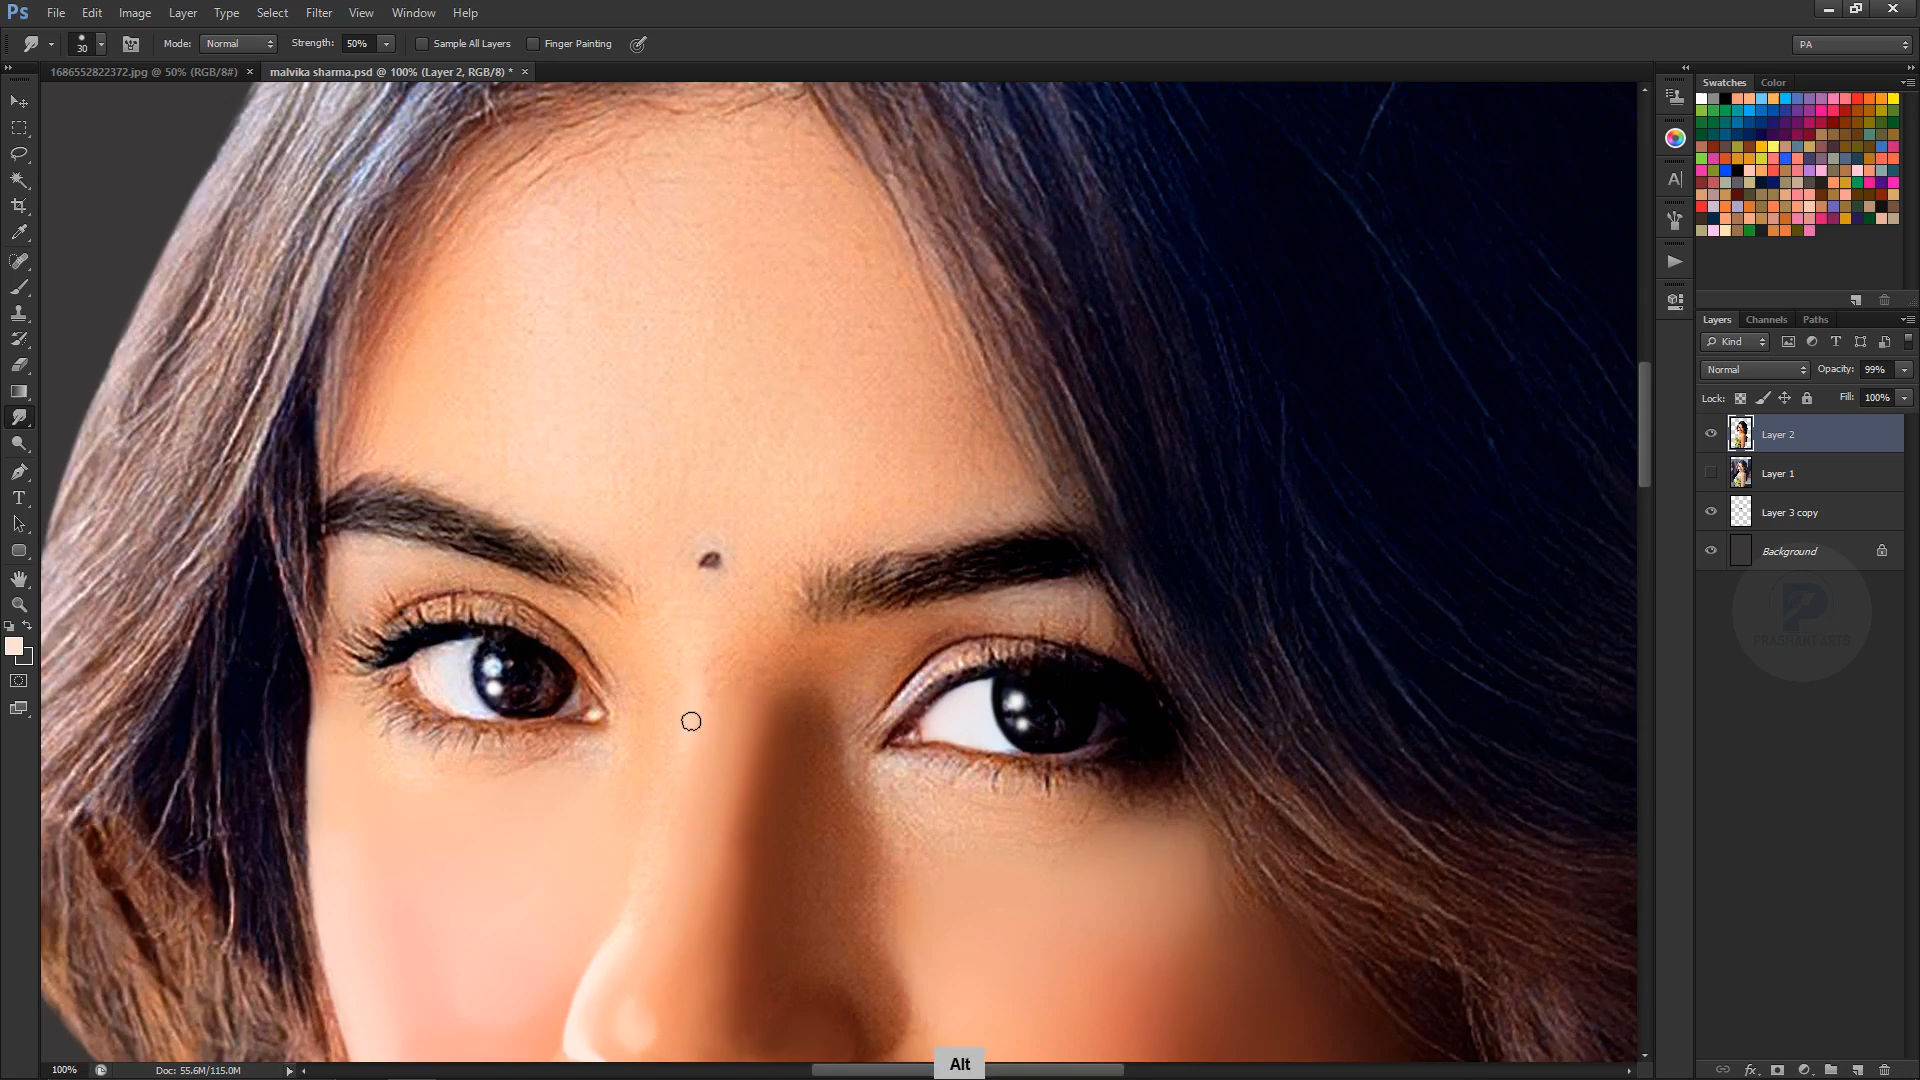 Ps File Edit Image Layer Type Select Filter View Window Help
30 Mode: Normal Strength: 50% Sample All Layers Finger Painting PA
1686552822372.jpg @ 50% (RGB/8#) × malvika sharma.psd @ 100% (Layer 2, RGB/8) * ×
Swatches Color
Layers Channels Paths
Kind
Normal Opacity: 99%
Lock: Fill: 100%
Layer 2
Layer 1
Layer 3 copy
Background
PRASHANT ARTS
100% Doc: 55.6M/115.0M
Alt